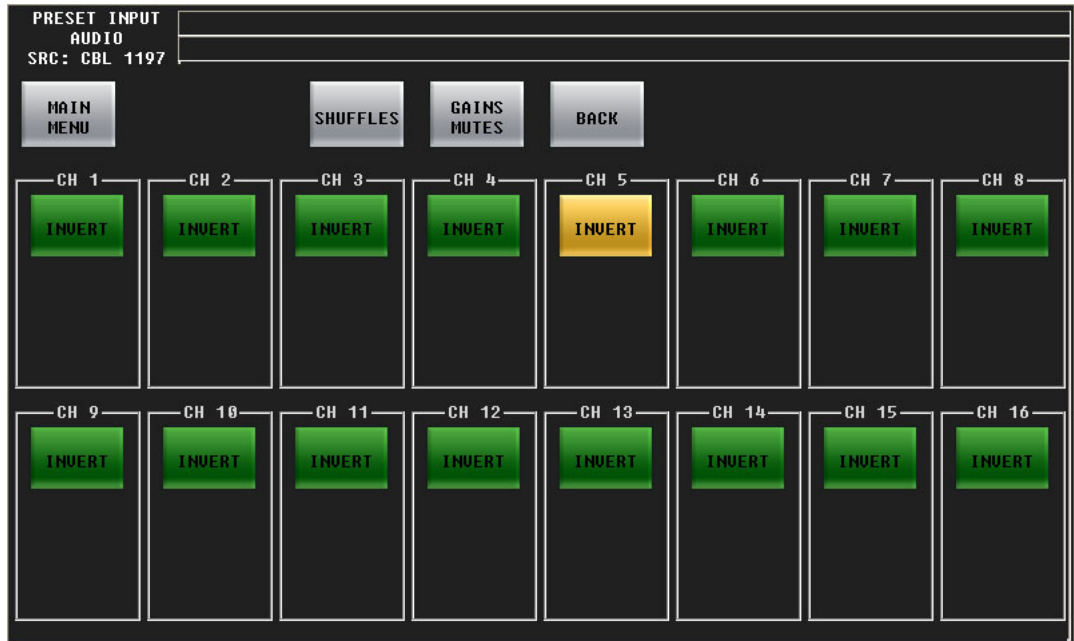 PRESET INPUT
AUDIO
SRC: CBL 1197
MAIN
MENU
SHUFFLES
GAINS
MUTES
BACK
CH 1
CH 2
CH 3
CH 4
CH 5
CH 6
CH 7
CH 8
INVERT
INVERT
INVERT
INVERT
INVERT
INVERT
INVERT
INVERT
CH 9
CH 10
CH 11
CH 12
CH 13
CH 14
CH 15
CH 16
INVERT
INVERT
INVERT
INVERT
INVERT
INVERT
INVERT
INVERT